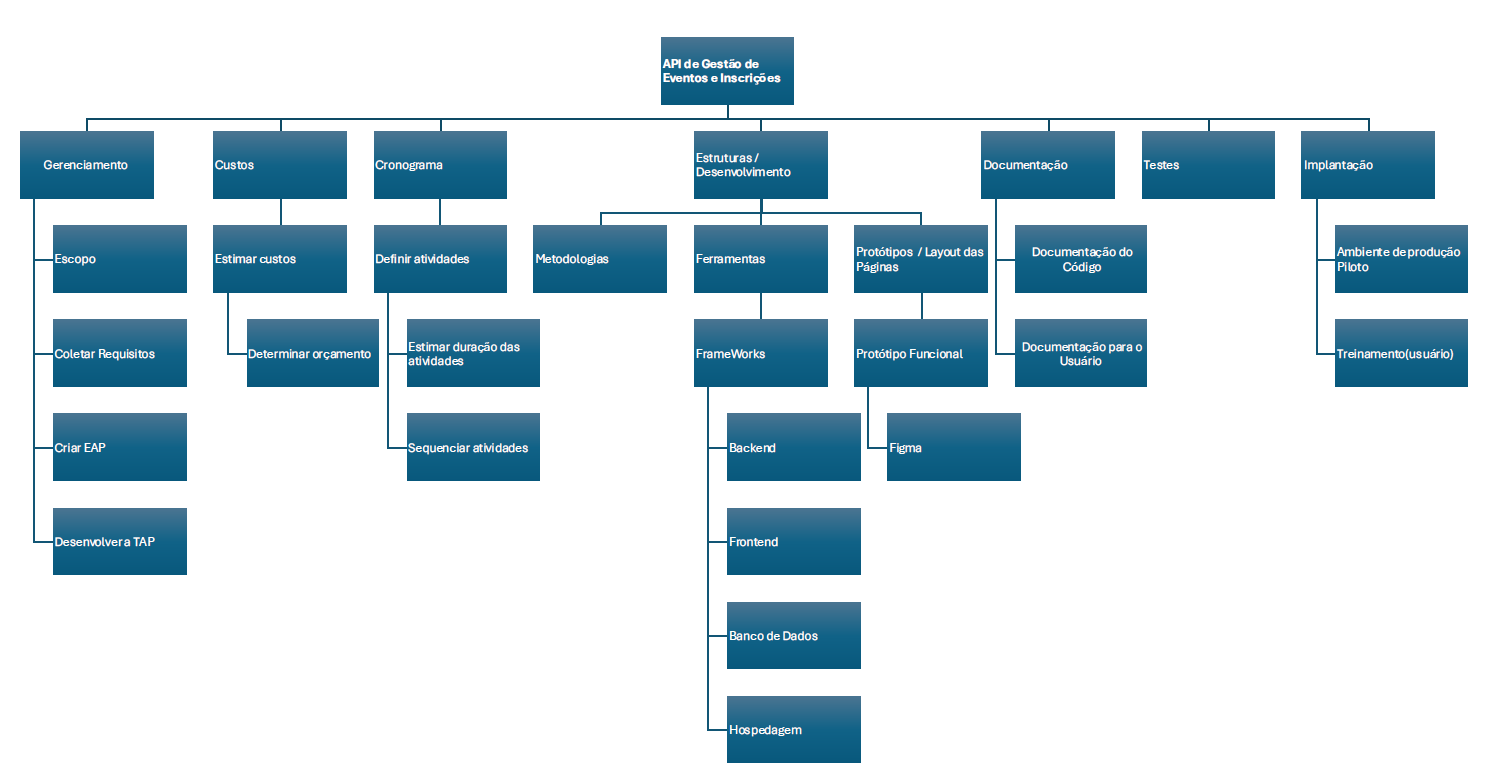 API de Gestão de
Eventos e Inscrições
Gerenciamento
Custos
Cronograma
Estruturas /
Desenvolvimento
Documentação
Testes
Implantação
Escopo
Estimar custos
Definir atividades
Metodologias
Ferramentas
Protótipos / Layout das
Páginas
Documentação do
Código
Ambiente de produção
Piloto
Coletar Requisitos
Determinar orçamento
Estimar duração das
atividades
FrameWorks
Protótipo Funcional
Documentação para o
Usuário
Treinamento(usuário)
Criar EAP
Sequenciar atividades
Backend
Figma
Desenvolver a TAP
Frontend
Banco de Dados
Hospedagem